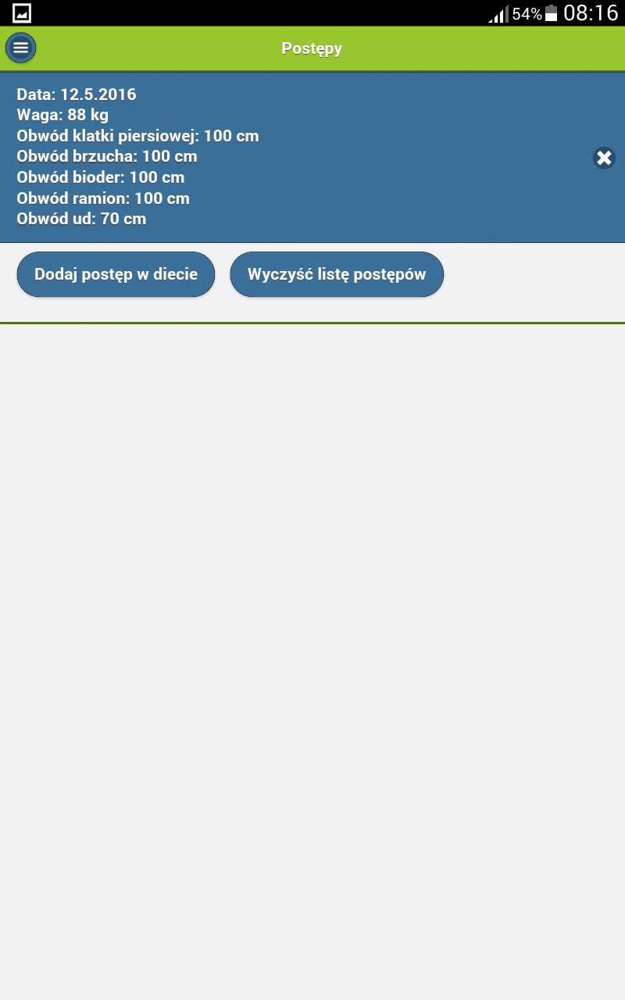 54% 08:16
Postępy
Data: 12.5.2016
Waga: 88 kg
Obwód klatki piersiowej: 100 cm
Obwód brzucha: 100 cm
Obwód bioder: 100 cm
Obwód ramion: 100 cm
Obwód ud: 70 cm
Dodaj postęp w diecie Wyczyść listę postępów